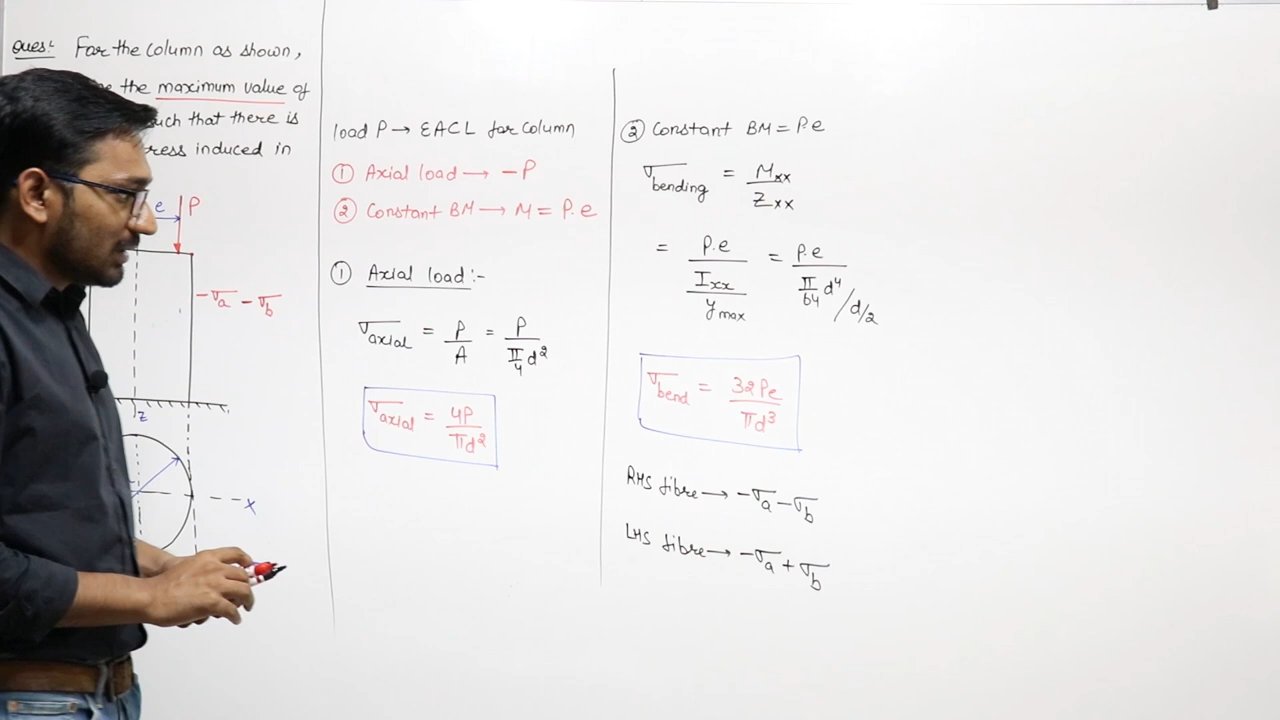 Ques:- For the column as shown,
the maximum value of
such that there is
induced in
e P
-σa - σb
z
x
load P → EACL for column
① Axial load → -P
② Constant BM → M = P.e
① Axial load :-
σaxial = P/A = P/(π/4 d²)
σaxial = 4P/πd²
② Constant BM = P.e
σbending = Mxx/Zxx
= P.e/(Ixx/ymax) = P.e/(π/64 d⁴/d/2)
σbend = 32Pe/πd³
RHS fibre → -σa - σb
LHS fibre → -σa + σb